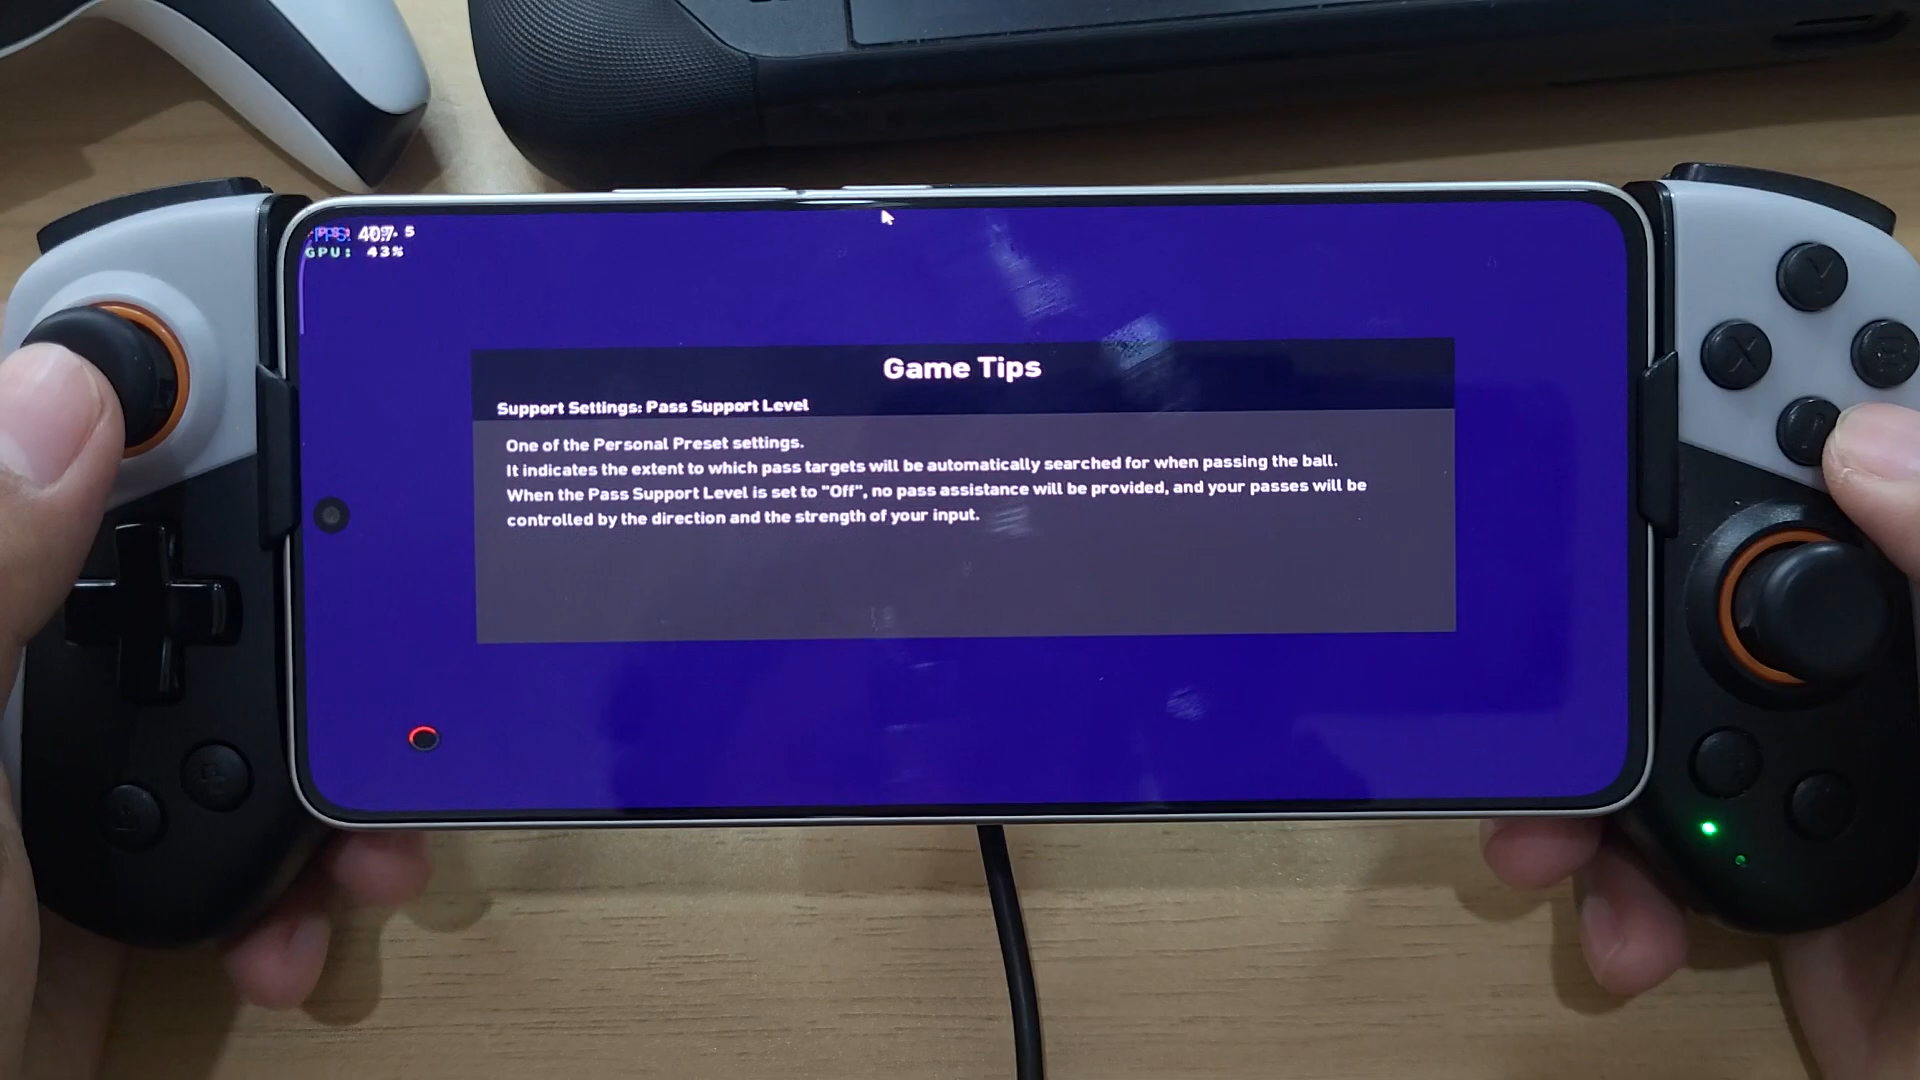 FPS: 40.7
GPU: 43%
Game Tips
Support Settings: Pass Support Level
One of the Personal Preset settings.
It indicates the extent to which pass targets will be automatically searched for when passing the ball.
When the Pass Support Level is set to "Off", no pass assistance will be provided, and your passes will be
controlled by the direction and the strength of your input.
Y
X
B